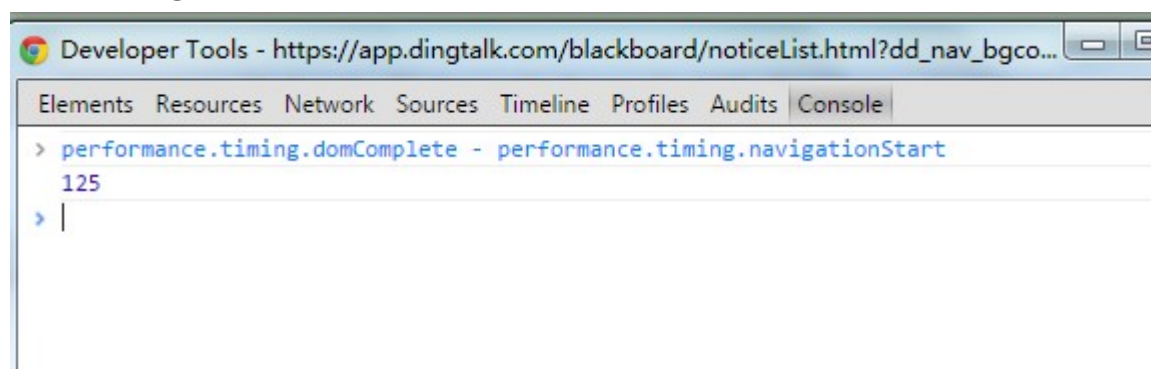 Developer Tools - https://app.dingtalk.com/blackboard/noticeList.html?dd_nav_bgco...
Elements Resources Network Sources Timeline Profiles Audits Console
> performance.timing.domComplete - performance.timing.navigationStart
125
>